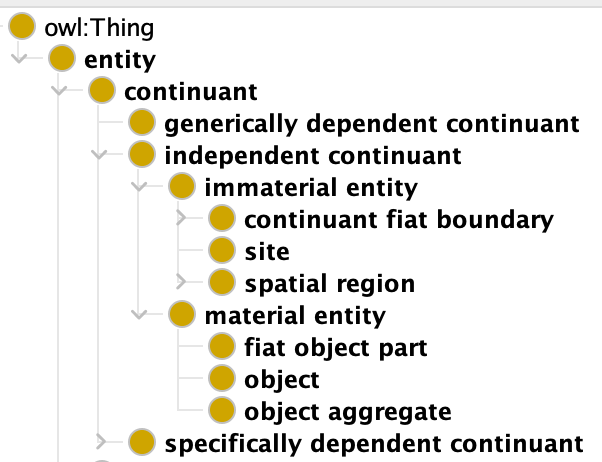 owl:Thing
entity
continuant
generically dependent continuant
independent continuant
immaterial entity
continuant fiat boundary
site
spatial region
material entity
fiat object part
object
object aggregate
specifically dependent continuant